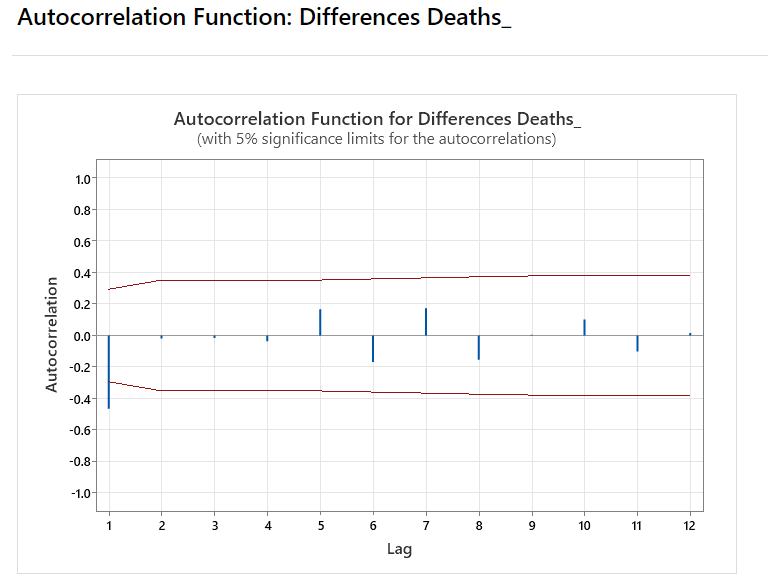 Autocorrelation Function: Differences Deaths_
Autocorrelation Function for Differences Deaths_
(with 5% significance limits for the autocorrelations)
1.0
0.8
0.6
0.4
0.2
0.0
-0.2
-0.4
-0.6
-0.8
-1.0
Autocorrelation
1 2 3 4 5 6 7 8 9 10 11 12
Lag